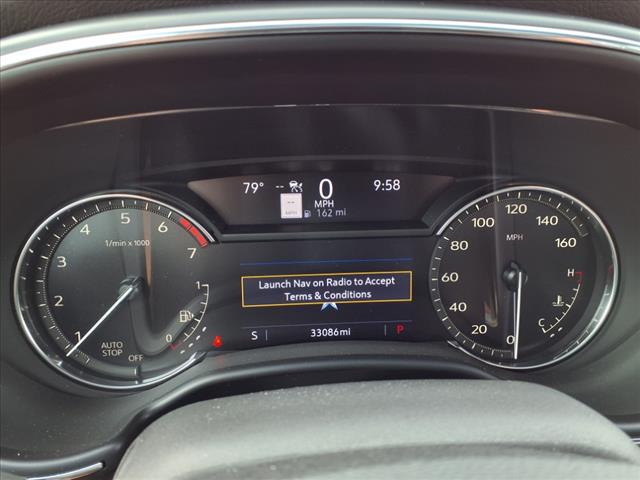 79° -- 0 9:58
--
MPH
162 mi
5
4 6
1/min x 1000
3 7
2
1
1
AUTO
STOP OFF 0
Launch Nav on Radio to Accept
Terms & Conditions
S 33086mi P
120
100 140
MPH
80 160
60 H
40
20 C
0